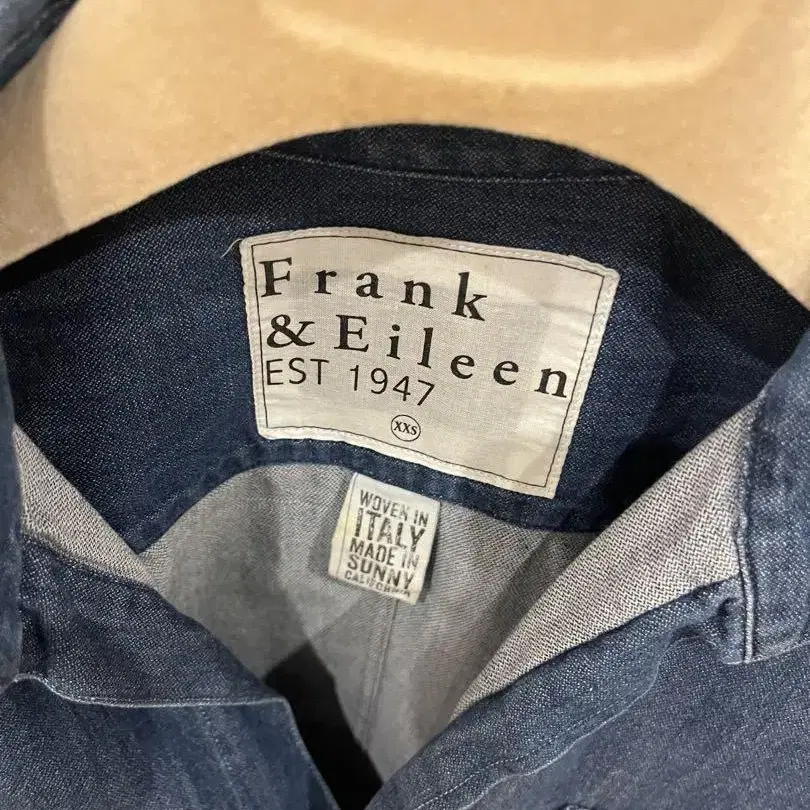 Frank
& Eileen
EST 1947
XXS
WOVEN IN
ITALY
MADE IN
SUNNY
CALIFORNIA